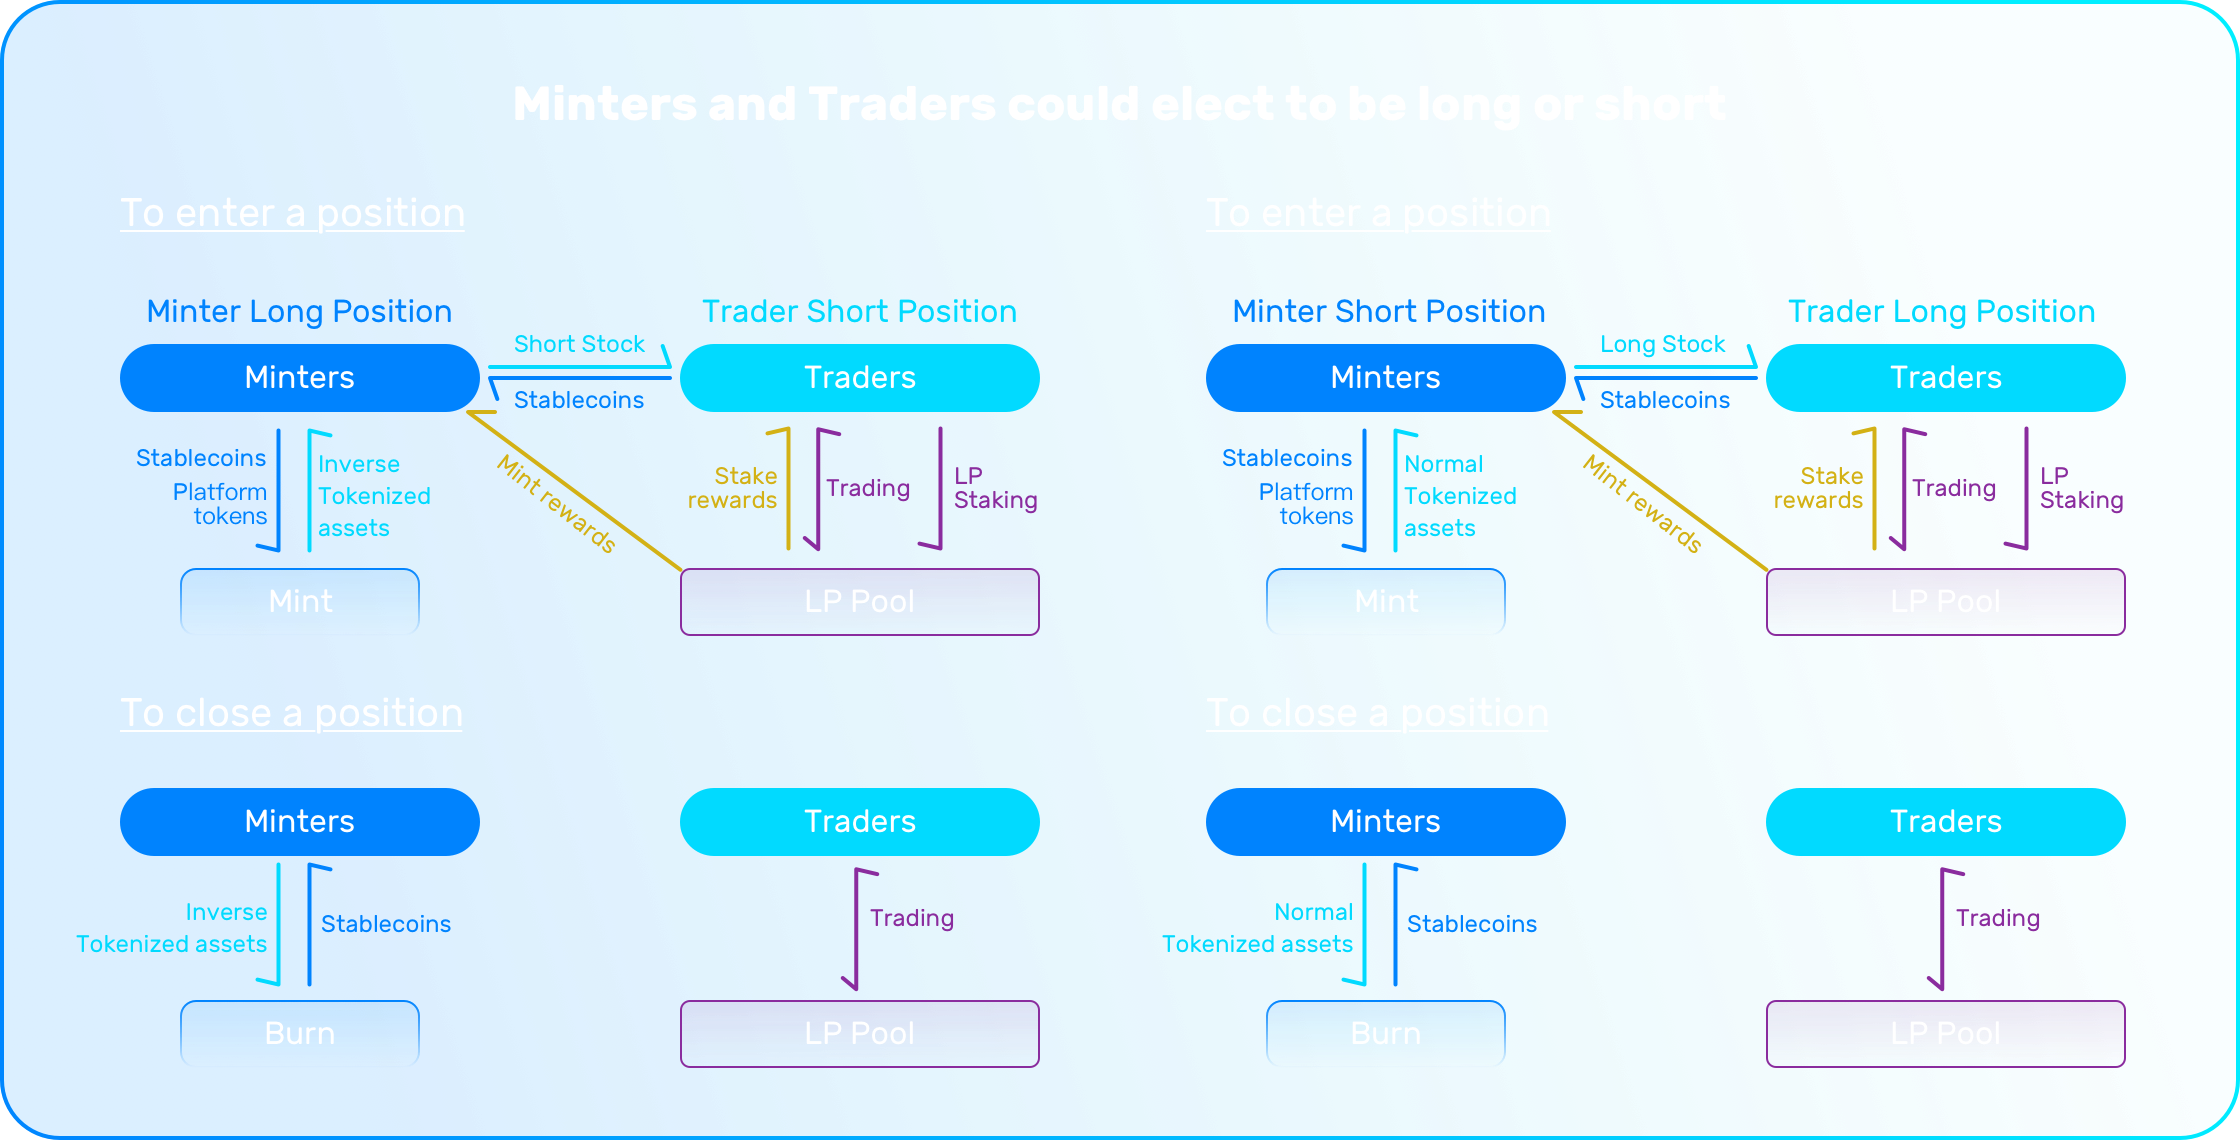 Minters and Traders could elect to be long or short
To enter a position
Minter Long Position
Trader Short Position
Short Stock
Minters
Traders
Stablecoins
Stablecoins
Platform
tokens
Inverse
Tokenized
assets
Mint rewards
Stake
rewards
Trading
LP
Staking
Mint
LP Pool
To close a position
Minters
Traders
Inverse
Tokenized assets
Stablecoins
Trading
Burn
LP Pool
To enter a position
Minter Short Position
Trader Long Position
Long Stock
Minters
Traders
Stablecoins
Stablecoins
Platform
tokens
Normal
Tokenized
assets
Mint rewards
Stake
rewards
Trading
LP
Staking
Mint
LP Pool
To close a position
Minters
Traders
Normal
Tokenized assets
Stablecoins
Trading
Burn
LP Pool